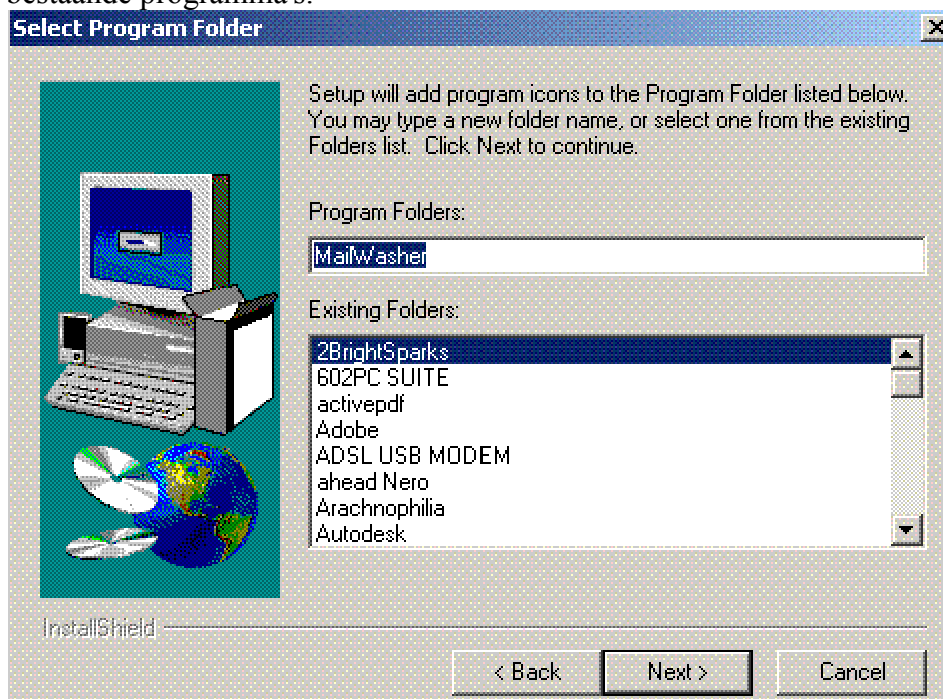 bestaande programma's.
Select Program Folder
Setup will add program icons to the Program Folder listed below.
You may type a new folder name, or select one from the existing
Folders list. Click Next to continue.
Program Folders:
MailWasher
Existing Folders:
2BrightSparks
602PC SUITE
activepdf
Adobe
ADSL USB MODEM
ahead Nero
Arachnophilia
Autodesk
InstallShield
< Back
Next >
Cancel